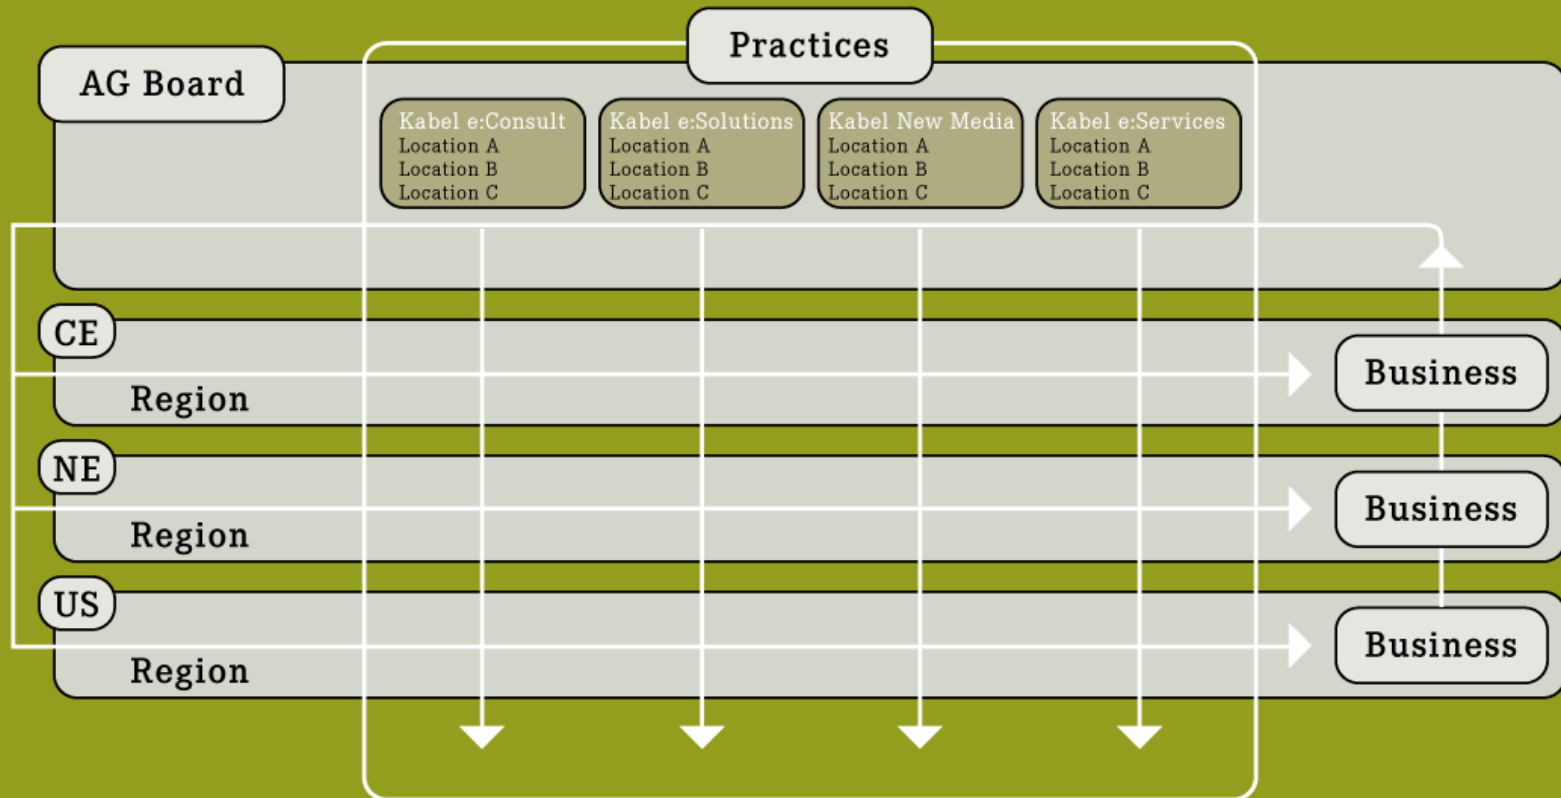 Practices
AG Board
Kabel e:Consult
Location A
Location B
Location C
Kabel e:Solutions
Location A
Location B
Location C
Kabel New Media
Location A
Location B
Location C
Kabel e:Services
Location A
Location B
Location C
CE
Region
Business
NE
Region
Business
US
Region
Business